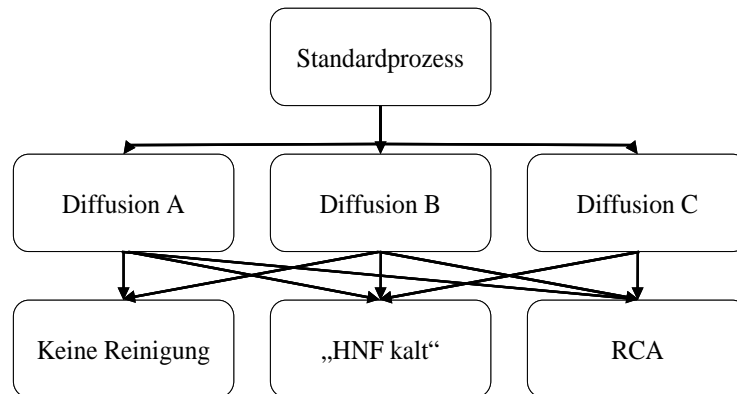 Standardprozess
Diffusion A
Diffusion B
Diffusion C
Keine Reinigung
„HNF kalt“
RCA